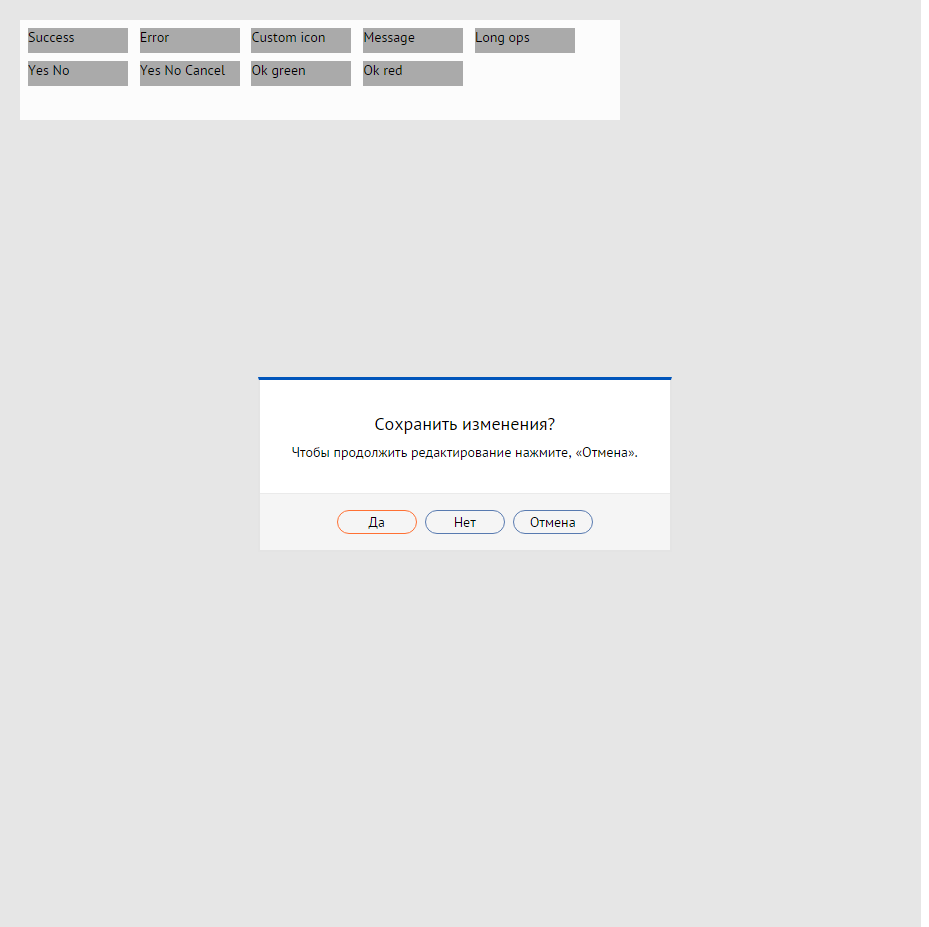 Success Error Custom icon Message Long ops
Yes No Yes No Cancel Ok green Ok red
Сохранить изменения?
Чтобы продолжить редактирование нажмите, «Отмена».
Да Нет Отмена